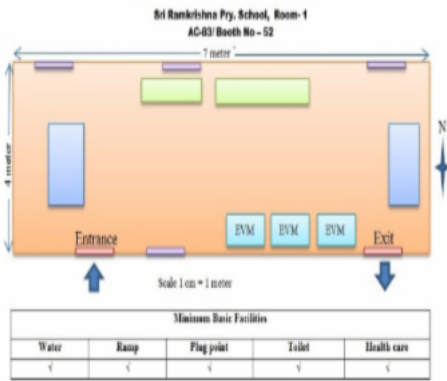 Sri Ramkrishna Pry. School, Room- 1
AC-83/ Booth No – 52
7 meter
4 meter
N
EVM EVM EVM
Entrance
Exit
Scale 1 cm = 1 meter
Minimum Basic Facilities
Water Ramp Plug point Toilet Health care
√ √ √ √ √